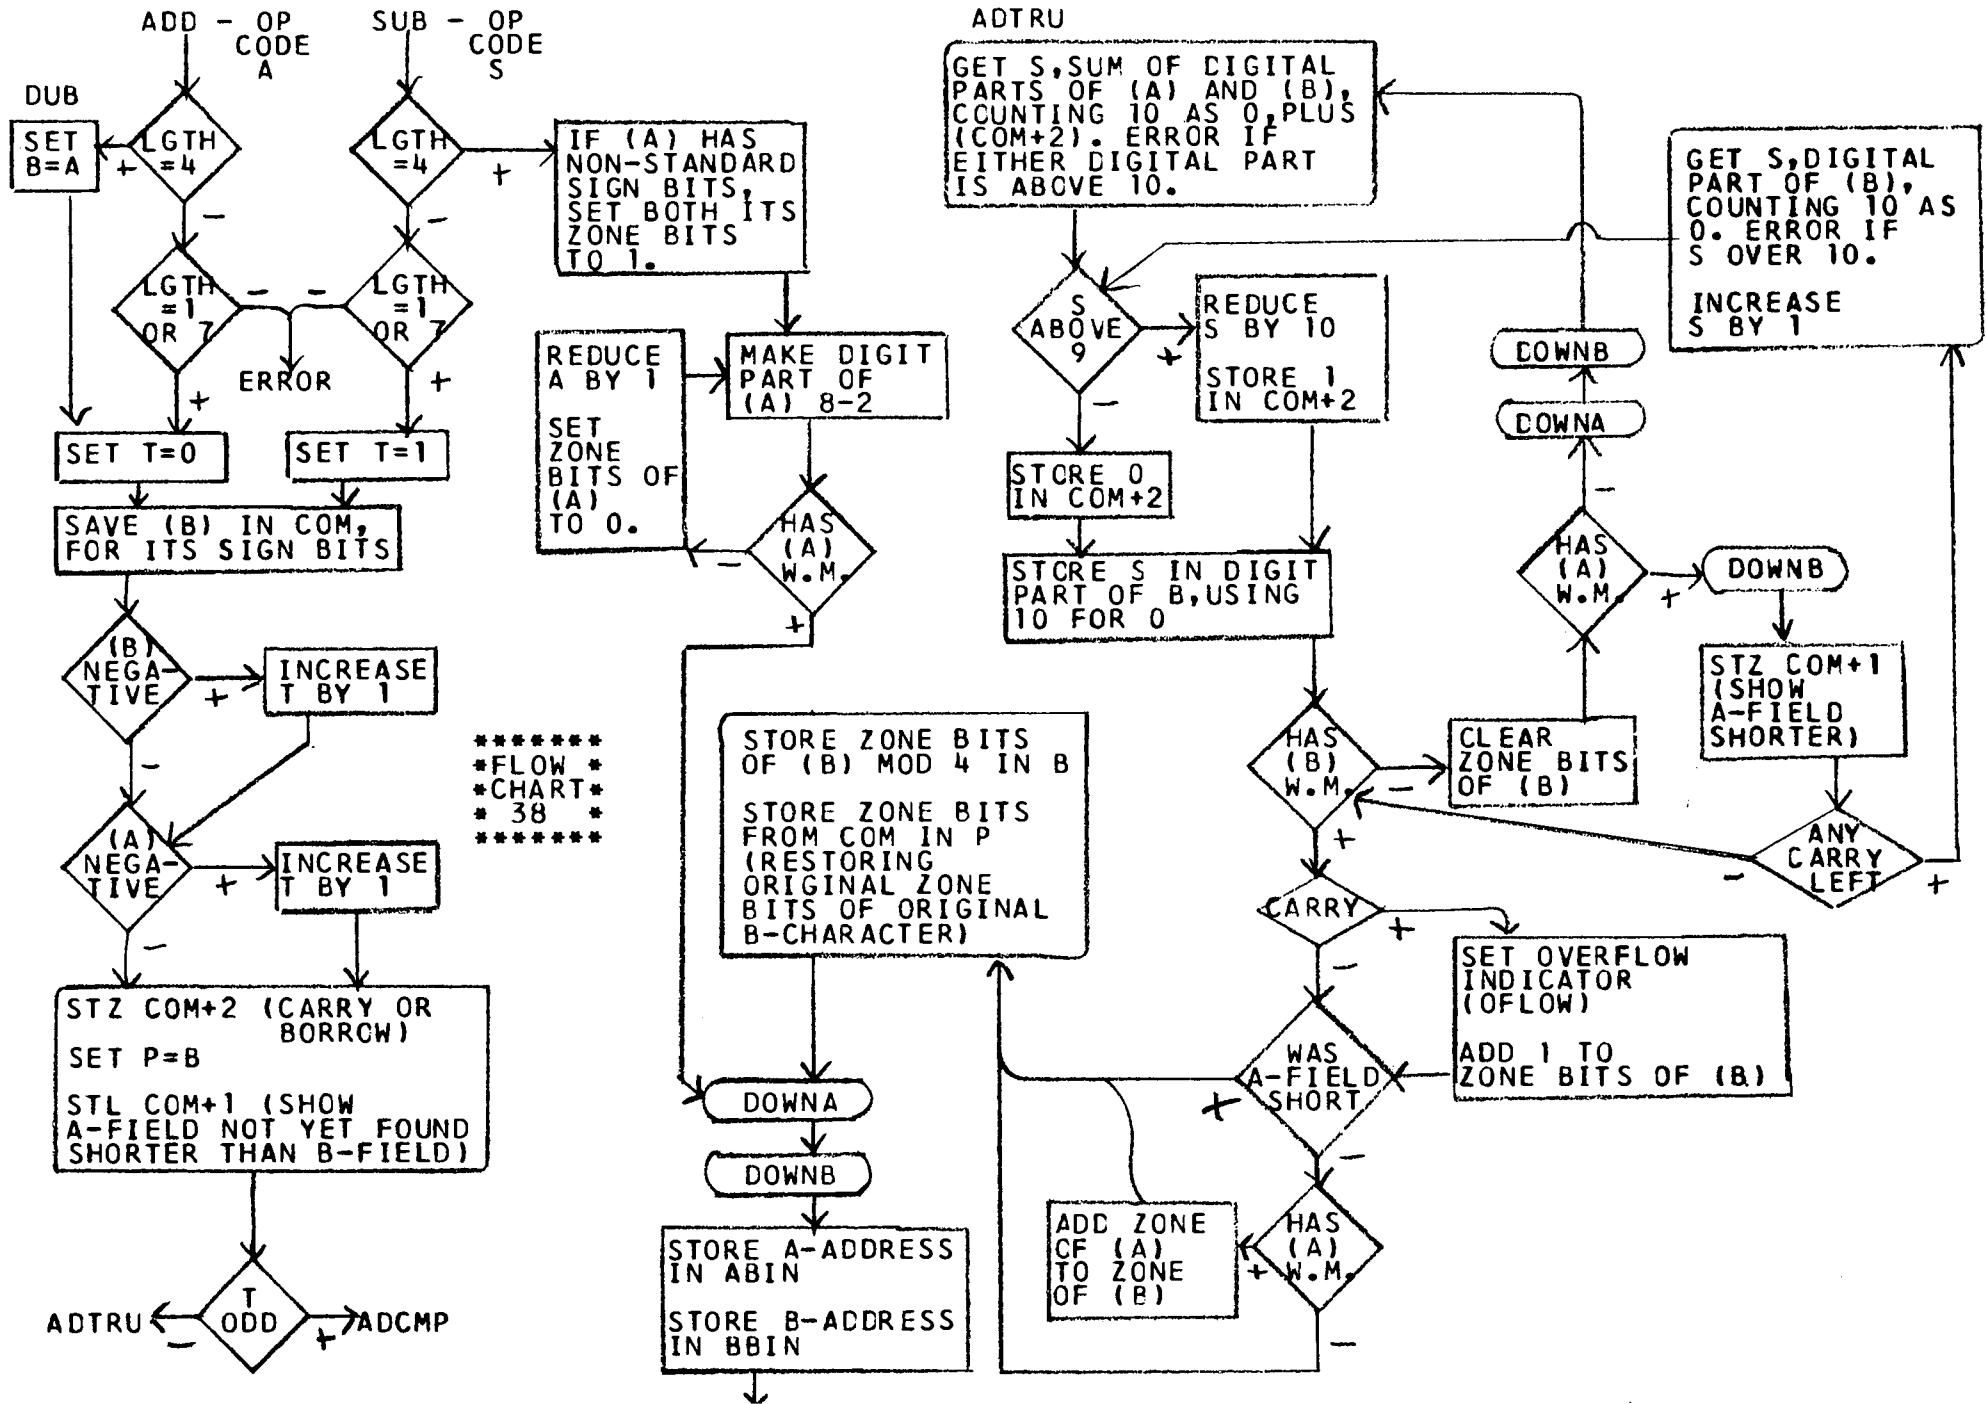 ADD - OP
CODE
A
SUB - OP
CODE
S
DUB
SET
B=A
LGTH
=4
+
−
LGTH
=4
+
−
LGTH
=1
OR 7
−
+
LGTH
=1
OR 7
−
+
ERROR
SET T=0
SET T=1
SAVE (B) IN COM,
FOR ITS SIGN BITS
(B)
NEGA-
TIVE
+
−
INCREASE
T BY 1
(A)
NEGA-
TIVE
+
−
INCREASE
T BY 1
STZ COM+2 (CARRY OR
BORROW)
SET P=B
STL COM+1 (SHOW
A-FIELD NOT YET FOUND
SHORTER THAN B-FIELD)
T
ODD
−
+
ADTRU
ADCMP
*******
*FLOW *
*CHART*
* 38 *
*******
IF (A) HAS
NON-STANDARD
SIGN BITS,
SET BOTH ITS
ZONE BITS
TO 1.
REDUCE
A BY 1
SET
ZONE
BITS OF
(A)
TO 0.
MAKE DIGIT
PART OF
(A) 8-2
HAS
(A)
W.M.
−
+
STORE ZONE BITS
OF (B) MOD 4 IN B
STORE ZONE BITS
FROM COM IN P
(RESTORING
ORIGINAL ZONE
BITS OF ORIGINAL
B-CHARACTER)
DOWNA
DOWNB
STORE A-ADDRESS
IN ABIN
STORE B-ADDRESS
IN BBIN
ADTRU
GET S,SUM OF DIGITAL
PARTS OF (A) AND (B),
COUNTING 10 AS 0,PLUS
(COM+2). ERROR IF
EITHER DIGITAL PART
IS ABOVE 10.
S
ABOVE
9
+
−
REDUCE
S BY 10
STORE 1
IN COM+2
STORE 0
IN COM+2
STORE S IN DIGIT
PART OF B,USING
10 FOR 0
HAS
(B)
W.M.
−
+
CLEAR
ZONE BITS
OF (B)
HAS
(A)
W.M.
−
+
DOWNA
DOWNB
DOWNB
STZ COM+1
(SHOW
A-FIELD
SHORTER)
ANY
CARRY
LEFT
−
+
GET S,DIGITAL
PART OF (B),
COUNTING 10 AS
0. ERROR IF
S OVER 10.
INCREASE
S BY 1
CARRY
+
−
SET OVERFLOW
INDICATOR
(OFLOW)
ADD 1 TO
ZONE BITS OF (B)
WAS
A-FIELD
SHORT
+
−
HAS
(A)
W.M.
+
−
ADD ZONE
OF (A)
TO ZONE
OF (B)